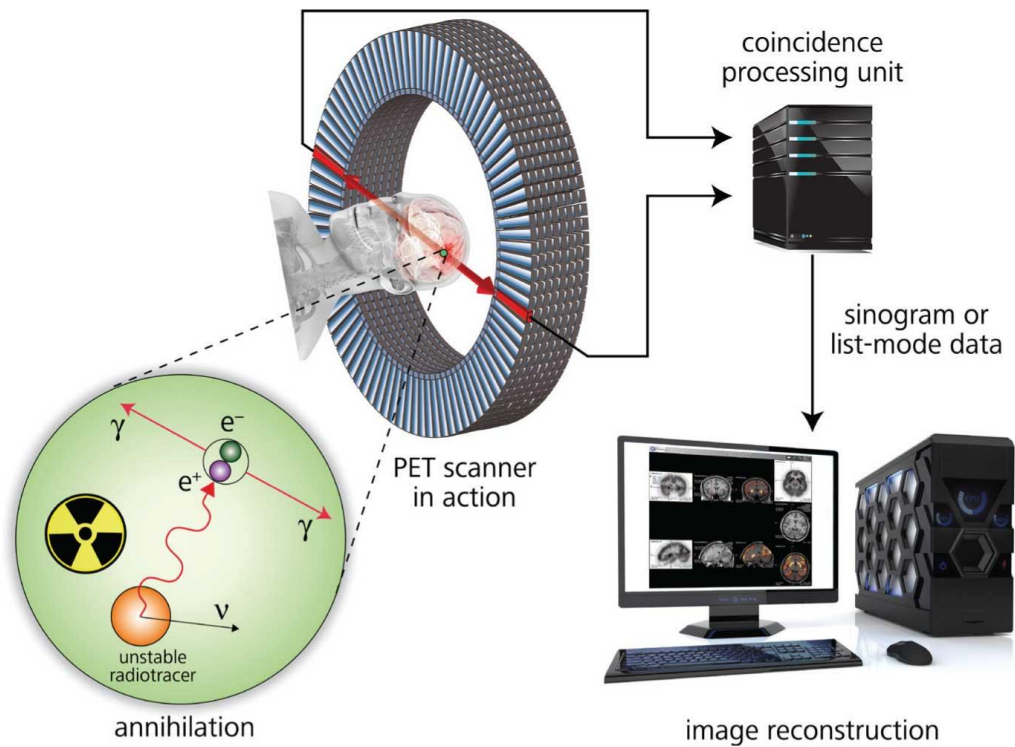 coincidence
processing unit
sinogram or
list-mode data
PET scanner
in action
γ
e⁻
e⁺
γ
ν
unstable
radiotracer
annihilation
image reconstruction